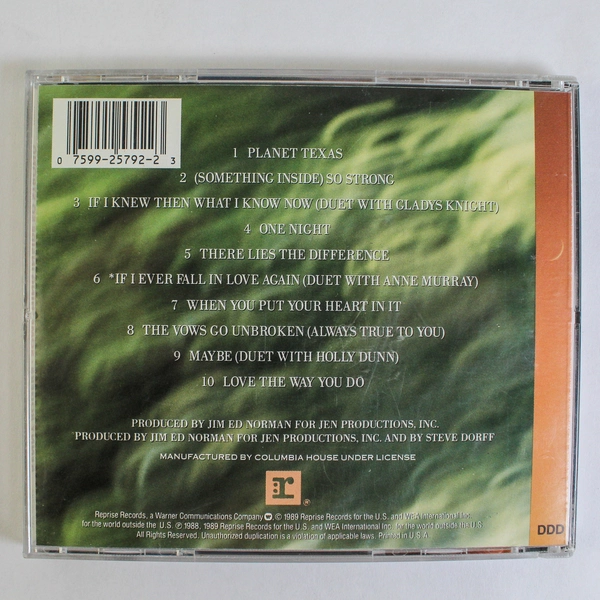 0 7599-25792-2 3
1 PLANET TEXAS
2 (SOMETHING INSIDE) SO STRONG
3 IF I KNEW THEN WHAT I KNOW NOW (DUET WITH GLADYS KNIGHT)
4 ONE NIGHT
5 THERE LIES THE DIFFERENCE
6 *IF I EVER FALL IN LOVE AGAIN (DUET WITH ANNE MURRAY)
7 WHEN YOU PUT YOUR HEART IN IT
8 THE VOWS GO UNBROKEN (ALWAYS TRUE TO YOU)
9 MAYBE (DUET WITH HOLLY DUNN)
10 LOVE THE WAY YOU DO
PRODUCED BY JIM ED NORMAN FOR JEN PRODUCTIONS, INC.
PRODUCED BY JIM ED NORMAN FOR JEN PRODUCTIONS, INC. AND BY STEVE DORFF
MANUFACTURED BY COLUMBIA HOUSE UNDER LICENSE
:r ®
Reprise Records, a Warner Communications Company, © 1989 Reprise Records for the U.S. and WEA International Inc.
for the world outside the U.S. ℗ 1988, 1989 Reprise Records for the U.S. and WEA International Inc. for the world outside the U.S.
All Rights Reserved. Unauthorized duplication is a violation of applicable laws. Printed in U.S.A.
DDD